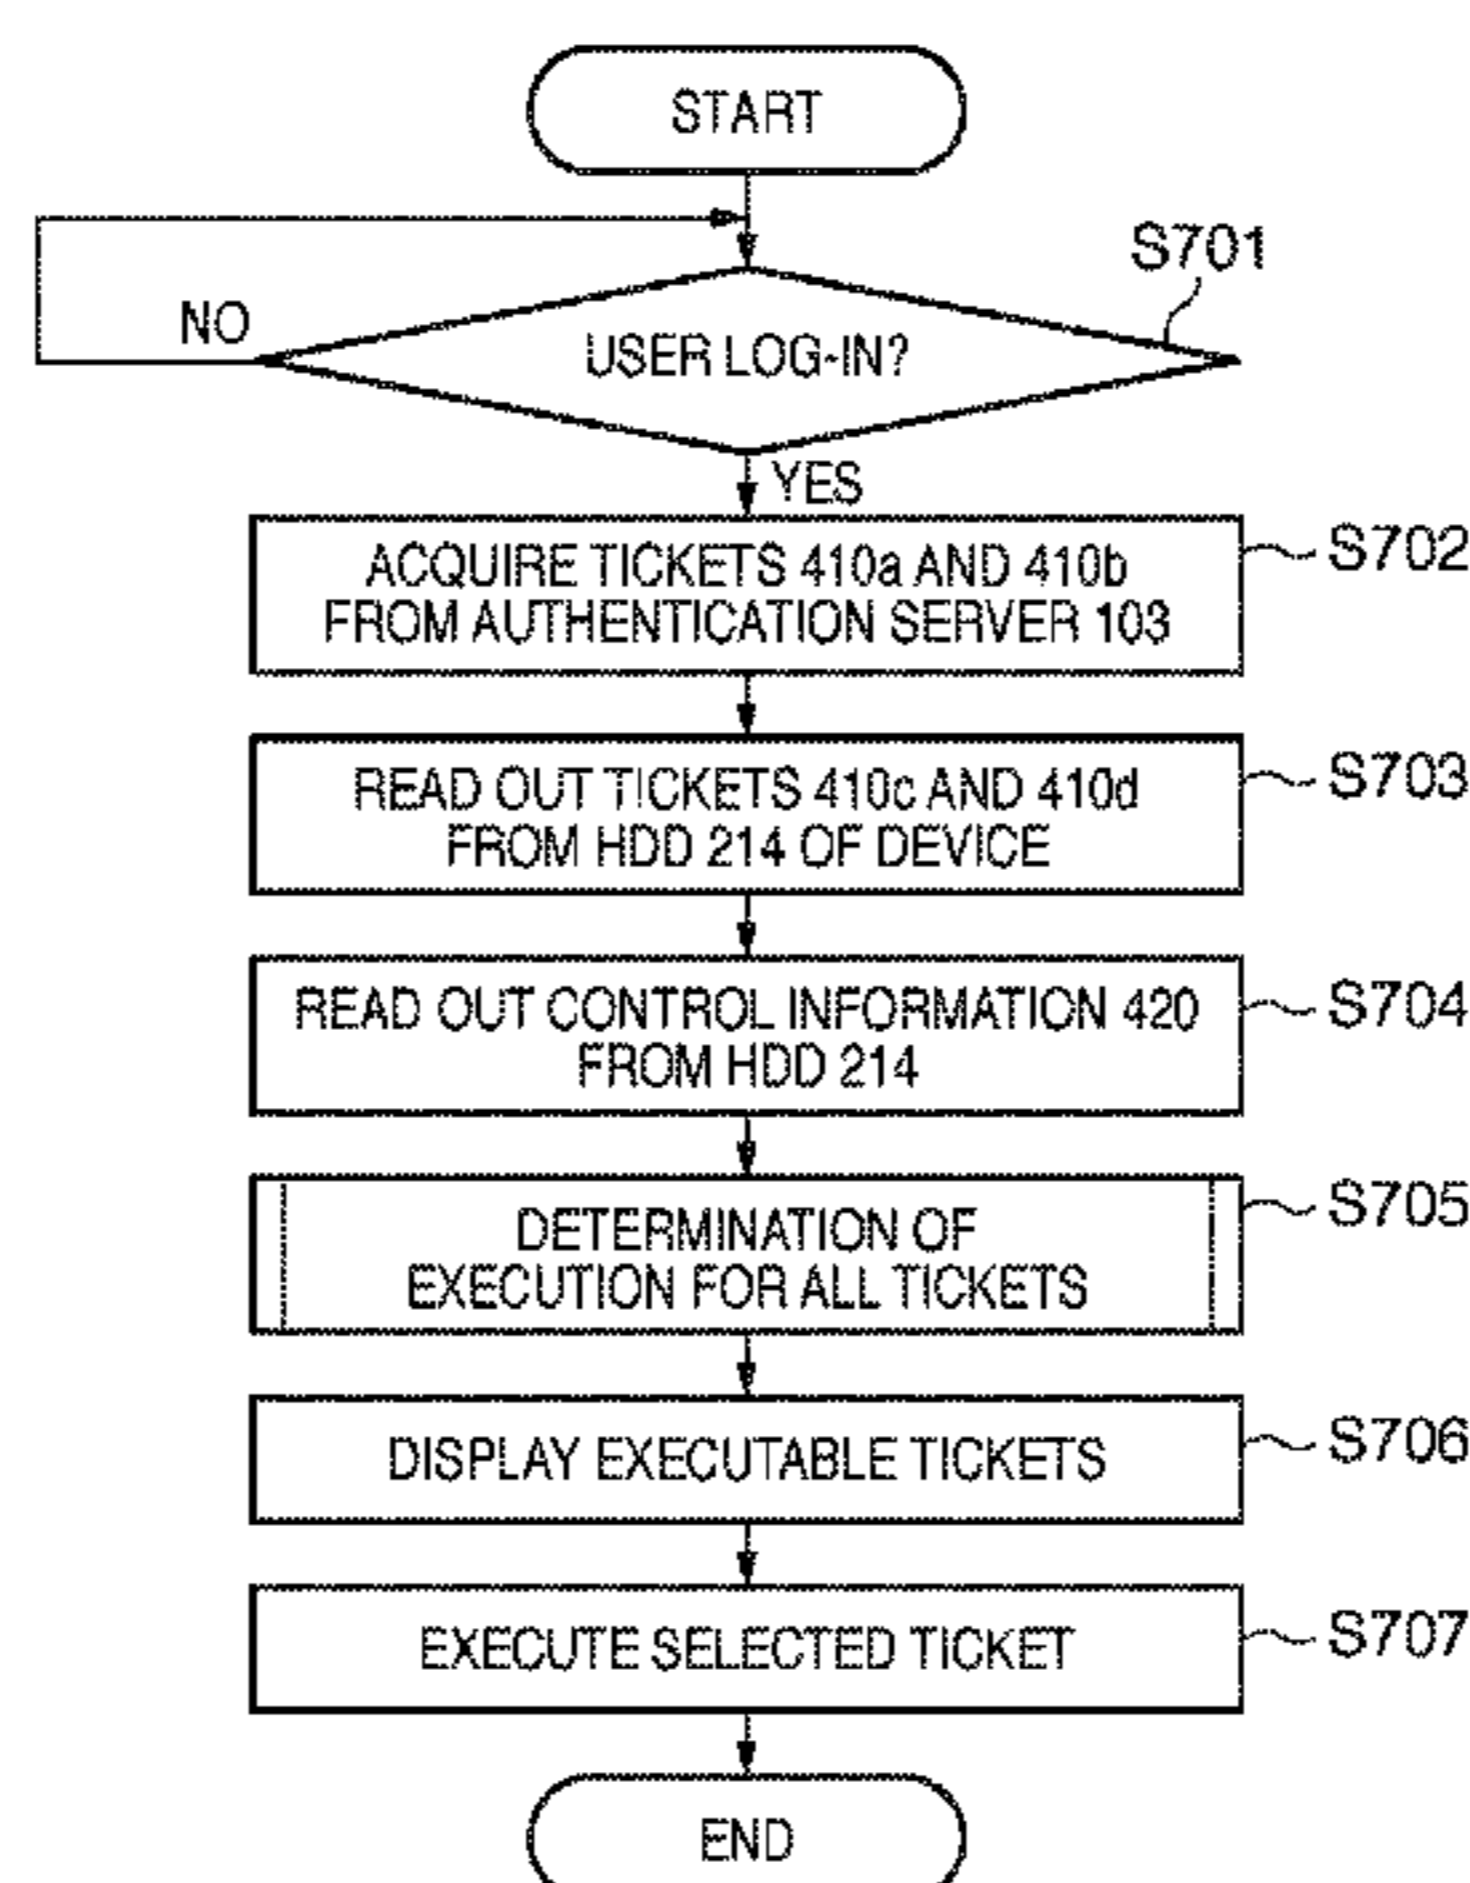 START
S701
NO
USER LOG-IN?
YES
ACQUIRE TICKETS 410a AND 410b
FROM AUTHENTICATION SERVER 103
S702
READ OUT TICKETS 410c AND 410d
FROM HDD 214 OF DEVICE
S703
READ OUT CONTROL INFORMATION 420
FROM HDD 214
S704
DETERMINATION OF
EXECUTION FOR ALL TICKETS
S705
DISPLAY EXECUTABLE TICKETS
S706
EXECUTE SELECTED TICKET
S707
END